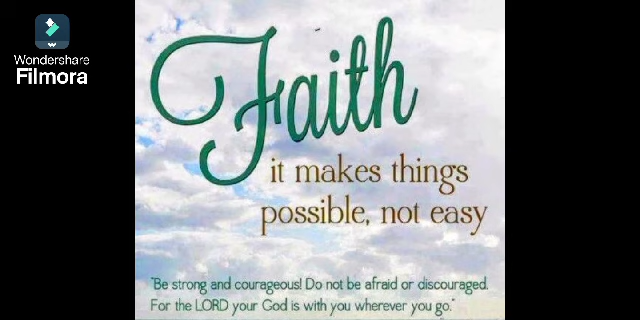 Wondershare
Filmora
Faith
it makes things
possible, not easy
"Be strong and courageous! Do not be afraid or discouraged.
For the LORD your God is with you wherever you go."